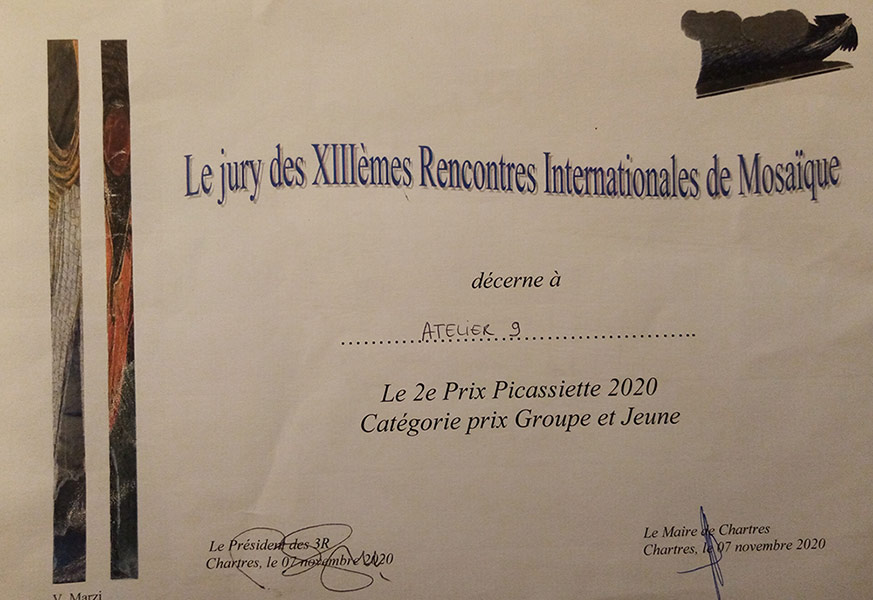 Le jury des XIIIèmes Rencontres Internationales de Mosaïque
décerne à
ATELIER 9
Le 2e Prix Picassiette 2020
Catégorie prix Groupe et Jeune
Le Président des 3R
Chartres, le 07 novembre 2020
Le Maire de Chartres
Chartres, le 07 novembre 2020
V. Marzi